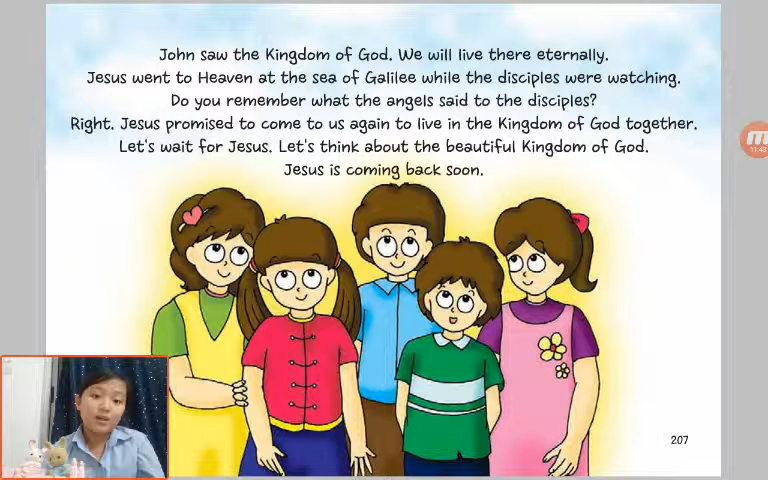 John saw the Kingdom of God. We will live there eternally.
Jesus went to Heaven at the sea of Galilee while the disciples were watching.
Do you remember what the angels said to the disciples?
Right. Jesus promised to come to us again to live in the Kingdom of God together.
Let's wait for Jesus. Let's think about the beautiful Kingdom of God.
Jesus is coming back soon.
207